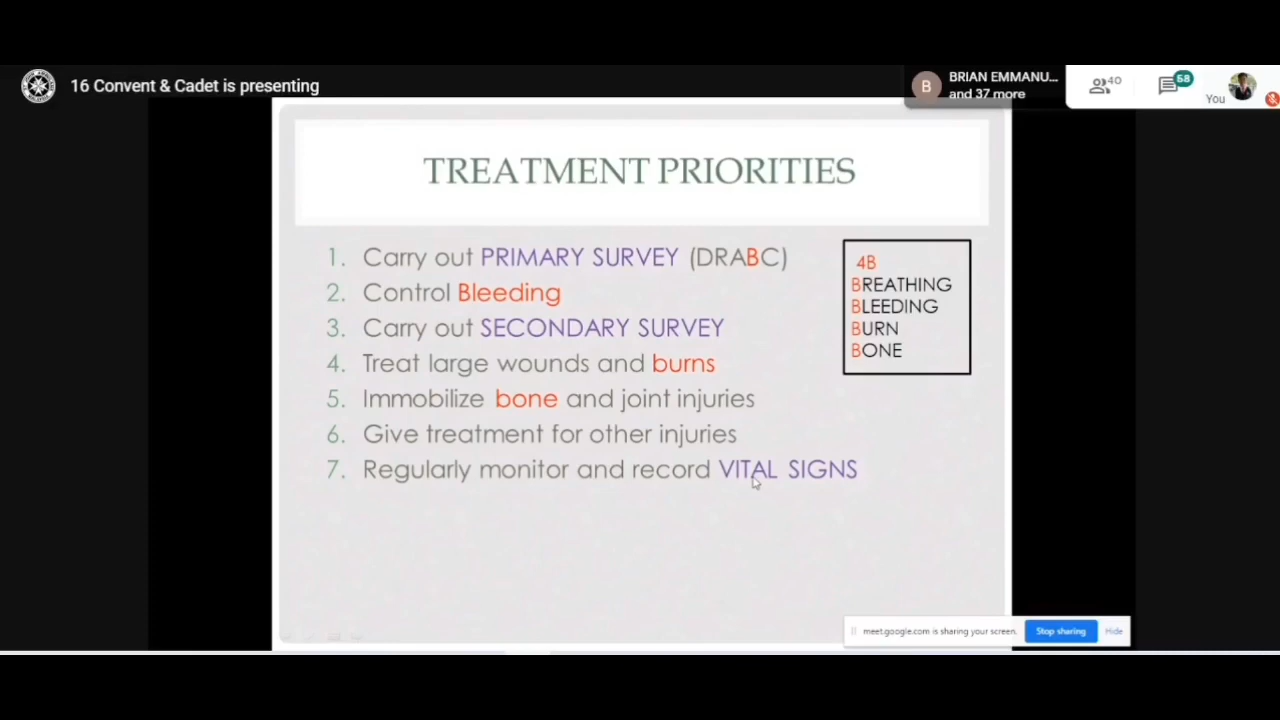 16 Convent & Cadet is presenting
B
BRIAN EMMANU...
and 37 more
40
58
You
TREATMENT PRIORITIES
1. Carry out PRIMARY SURVEY (DRABC)
2. Control Bleeding
3. Carry out SECONDARY SURVEY
4. Treat large wounds and burns
5. Immobilize bone and joint injuries
6. Give treatment for other injuries
7. Regularly monitor and record VITAL SIGNS
4B
BREATHING
BLEEDING
BURN
BONE
meet.google.com is sharing your screen.
Stop sharing
Hide